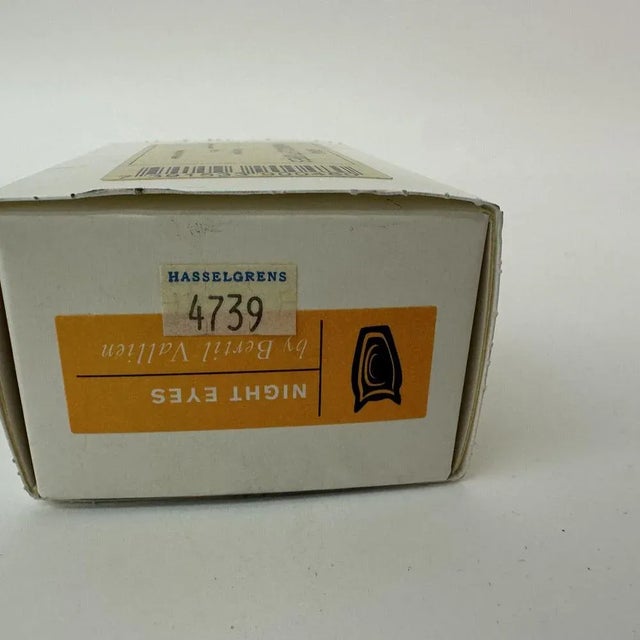 HASSELGRENS
4739
NIGHT EYES
by Bertil Vallien